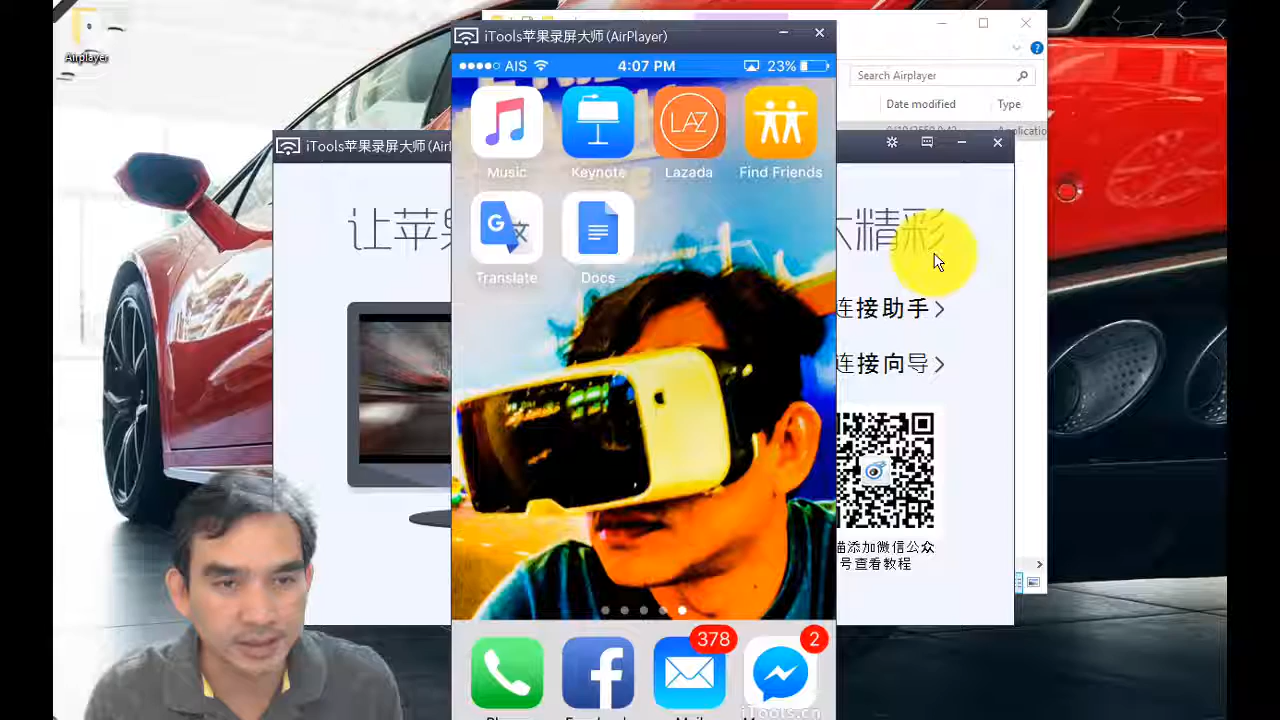 Airplayer
iTools苹果录屏大师(AirPlayer)
AIS
4:07 PM
23%
Search Airplayer
Date modified
Type
iTools苹果录屏大师(Air
Music
Keynote
LAZ
Lazada
Find Friends
G
Translate
Docs
让苹
大精彩
连接助手
连接向导
描添加微信公众
号查看教程
378
2
iTools.cn